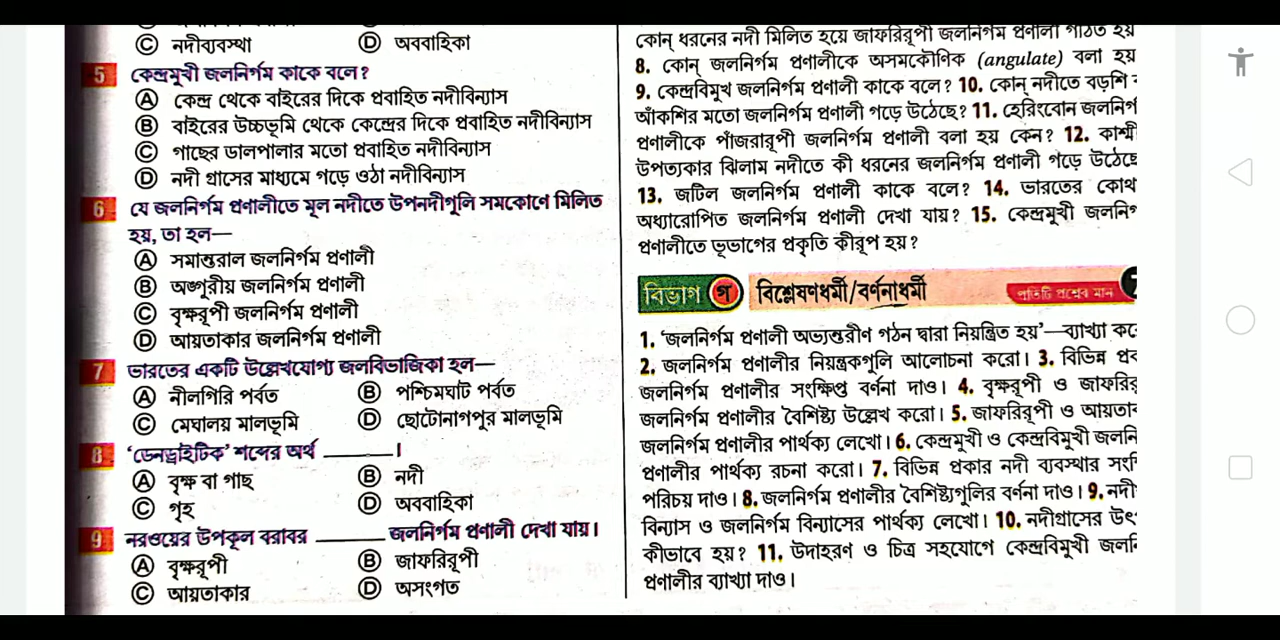 C নদীব্যবস্থা D অববাহিকা
5 কেন্দ্রমুখী জলনির্গম কাকে বলে?
A কেন্দ্র থেকে বাইরের দিকে প্রবাহিত নদীবিন্যাস
B বাইরের উচ্চভূমি থেকে কেন্দ্রের দিকে প্রবাহিত নদীবিন্যাস
C গাছের ডালপালার মতো প্রবাহিত নদীবিন্যাস
D নদী গ্রাসের মাধ্যমে গড়ে ওঠা নদীবিন্যাস
6 যে জলনির্গম প্রণালীতে মূল নদীতে উপনদীগুলি সমকোণে মিলিত
হয়, তা হল—
A সমান্তরাল জলনির্গম প্রণালী
B অঙ্গুরীয় জলনির্গম প্রণালী
C বৃক্ষরূপী জলনির্গম প্রণালী
D আয়তাকার জলনির্গম প্রণালী
7 ভারতের একটি উল্লেখযোগ্য জলবিভাজিকা হল—
A নীলগিরি পর্বত B পশ্চিমঘাট পর্বত
C মেঘালয় মালভূমি D ছোটোনাগপুর মালভূমি
8 ‘ডেনড্রাইটিক’ শব্দের অর্থ ______।
A বৃক্ষ বা গাছ B নদী
C গৃহ D অববাহিকা
9 নরওয়ের উপকূল বরাবর ______ জলনির্গম প্রণালী দেখা যায়।
A বৃক্ষরূপী B জাফরিরূপী
C আয়তাকার D অসংগত
কোন্ ধরনের নদী মিলিত হয়ে জাফরিরূপী জলনির্গম প্রণালী গঠিত হয়
8. কোন্ জলনির্গম প্রণালীকে অসমকৌণিক (angulate) বলা হয়
9. কেন্দ্রবিমুখ জলনির্গম প্রণালী কাকে বলে? 10. কোন্ নদীতে বড়শি
আঁকশির মতো জলনির্গম প্রণালী গড়ে উঠেছে? 11. হেরিংবোন জলনির্গ
প্রণালীকে পাঁজরারূপী জলনির্গম প্রণালী বলা হয় কেন? 12. কাশ্মী
উপত্যকার ঝিলাম নদীতে কী ধরনের জলনির্গম প্রণালী গড়ে উঠেছে
13. জটিল জলনির্গম প্রণালী কাকে বলে? 14. ভারতের কোথ
অধ্যারোপিত জলনির্গম প্রণালী দেখা যায়? 15. কেন্দ্রমুখী জলনির্গ
প্রণালীতে ভূভাগের প্রকৃতি কীরূপ হয়?
বিভাগ গ বিশ্লেষণধর্মী/বর্ণনাধর্মী প্রতিটি প্রশ্নের মান 7
1. ‘জলনির্গম প্রণালী অভ্যন্তরীণ গঠন দ্বারা নিয়ন্ত্রিত হয়’—ব্যাখ্যা করো
2. জলনির্গম প্রণালীর নিয়ন্ত্রকগুলি আলোচনা করো। 3. বিভিন্ন প্রব
জলনির্গম প্রণালীর সংক্ষিপ্ত বর্ণনা দাও। 4. বৃক্ষরূপী ও জাফরির
জলনির্গম প্রণালীর বৈশিষ্ট্য উল্লেখ করো। 5. জাফরিরূপী ও আয়তাব
জলনির্গম প্রণালীর পার্থক্য লেখো। 6. কেন্দ্রমুখী ও কেন্দ্রবিমুখী জলনি
প্রণালীর পার্থক্য রচনা করো। 7. বিভিন্ন প্রকার নদী ব্যবস্থার সংি
পরিচয় দাও। 8. জলনির্গম প্রণালীর বৈশিষ্ট্যগুলির বর্ণনা দাও। 9. নদী
বিন্যাস ও জলনির্গম বিন্যাসের পার্থক্য লেখো। 10. নদীগ্রাসের উৎ
কীভাবে হয়? 11. উদাহরণ ও চিত্র সহযোগে কেন্দ্রবিমুখী জলনি
প্রণালীর ব্যাখ্যা দাও।